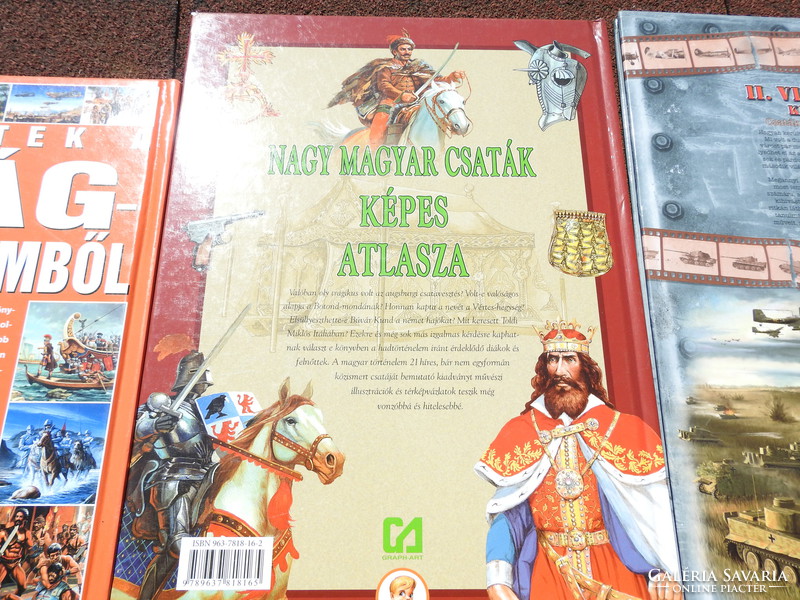 TEK
ÁG-
MBŐL
NAGY MAGYAR CSATÁK
KÉPES
ATLASZA
Valóban oly tragikus volt az augsburgi csatavesztés? Volt-e valóságos
alapja a Botond-mondának? Honnan kapta a nevét a Vértes-hegység?
Elsüllyeszthette-e Búvár Kund a német hajókat? Mit keresett Toldi
Miklós Itáliában? Ezekre és még sok más izgalmas kérdésre kaphat-
nak választ e könyvben a hadtörténelem iránt érdeklődő diákok és
felnőttek. A magyar történelem 21 híres, bár nem egyformán
közismert csatáját bemutató kiadványt művészi
illusztrációk és térképvázlatok teszik még
vonzóbbá és hitelesebbé.
ISBN 963-7818-16-2
9789637818165
GRAPH-ART
II. VI
GALÉRIA SAVARIA
ONLINE PIACTÉR